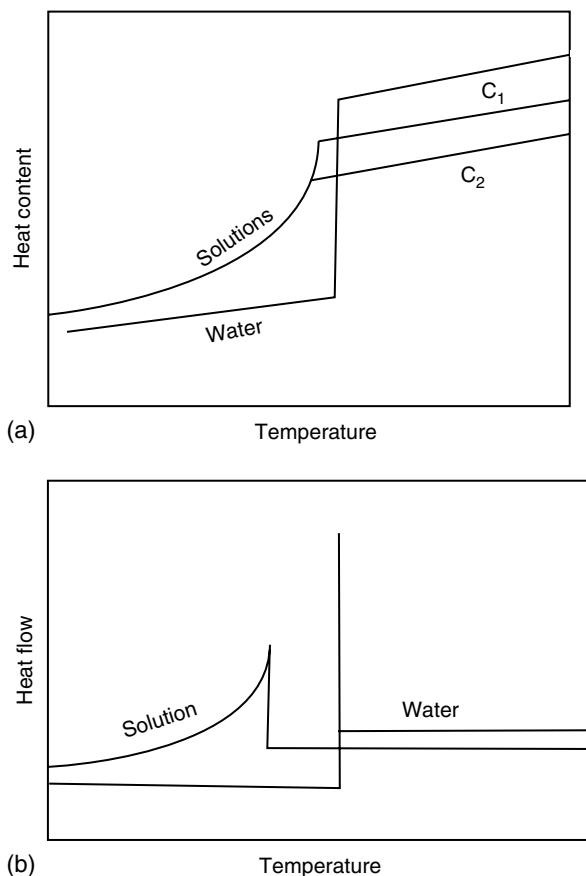 Heat content
C₁
C₂
Solutions
Water
(a)
Temperature
Heat flow
Solution
Water
(b)
Temperature